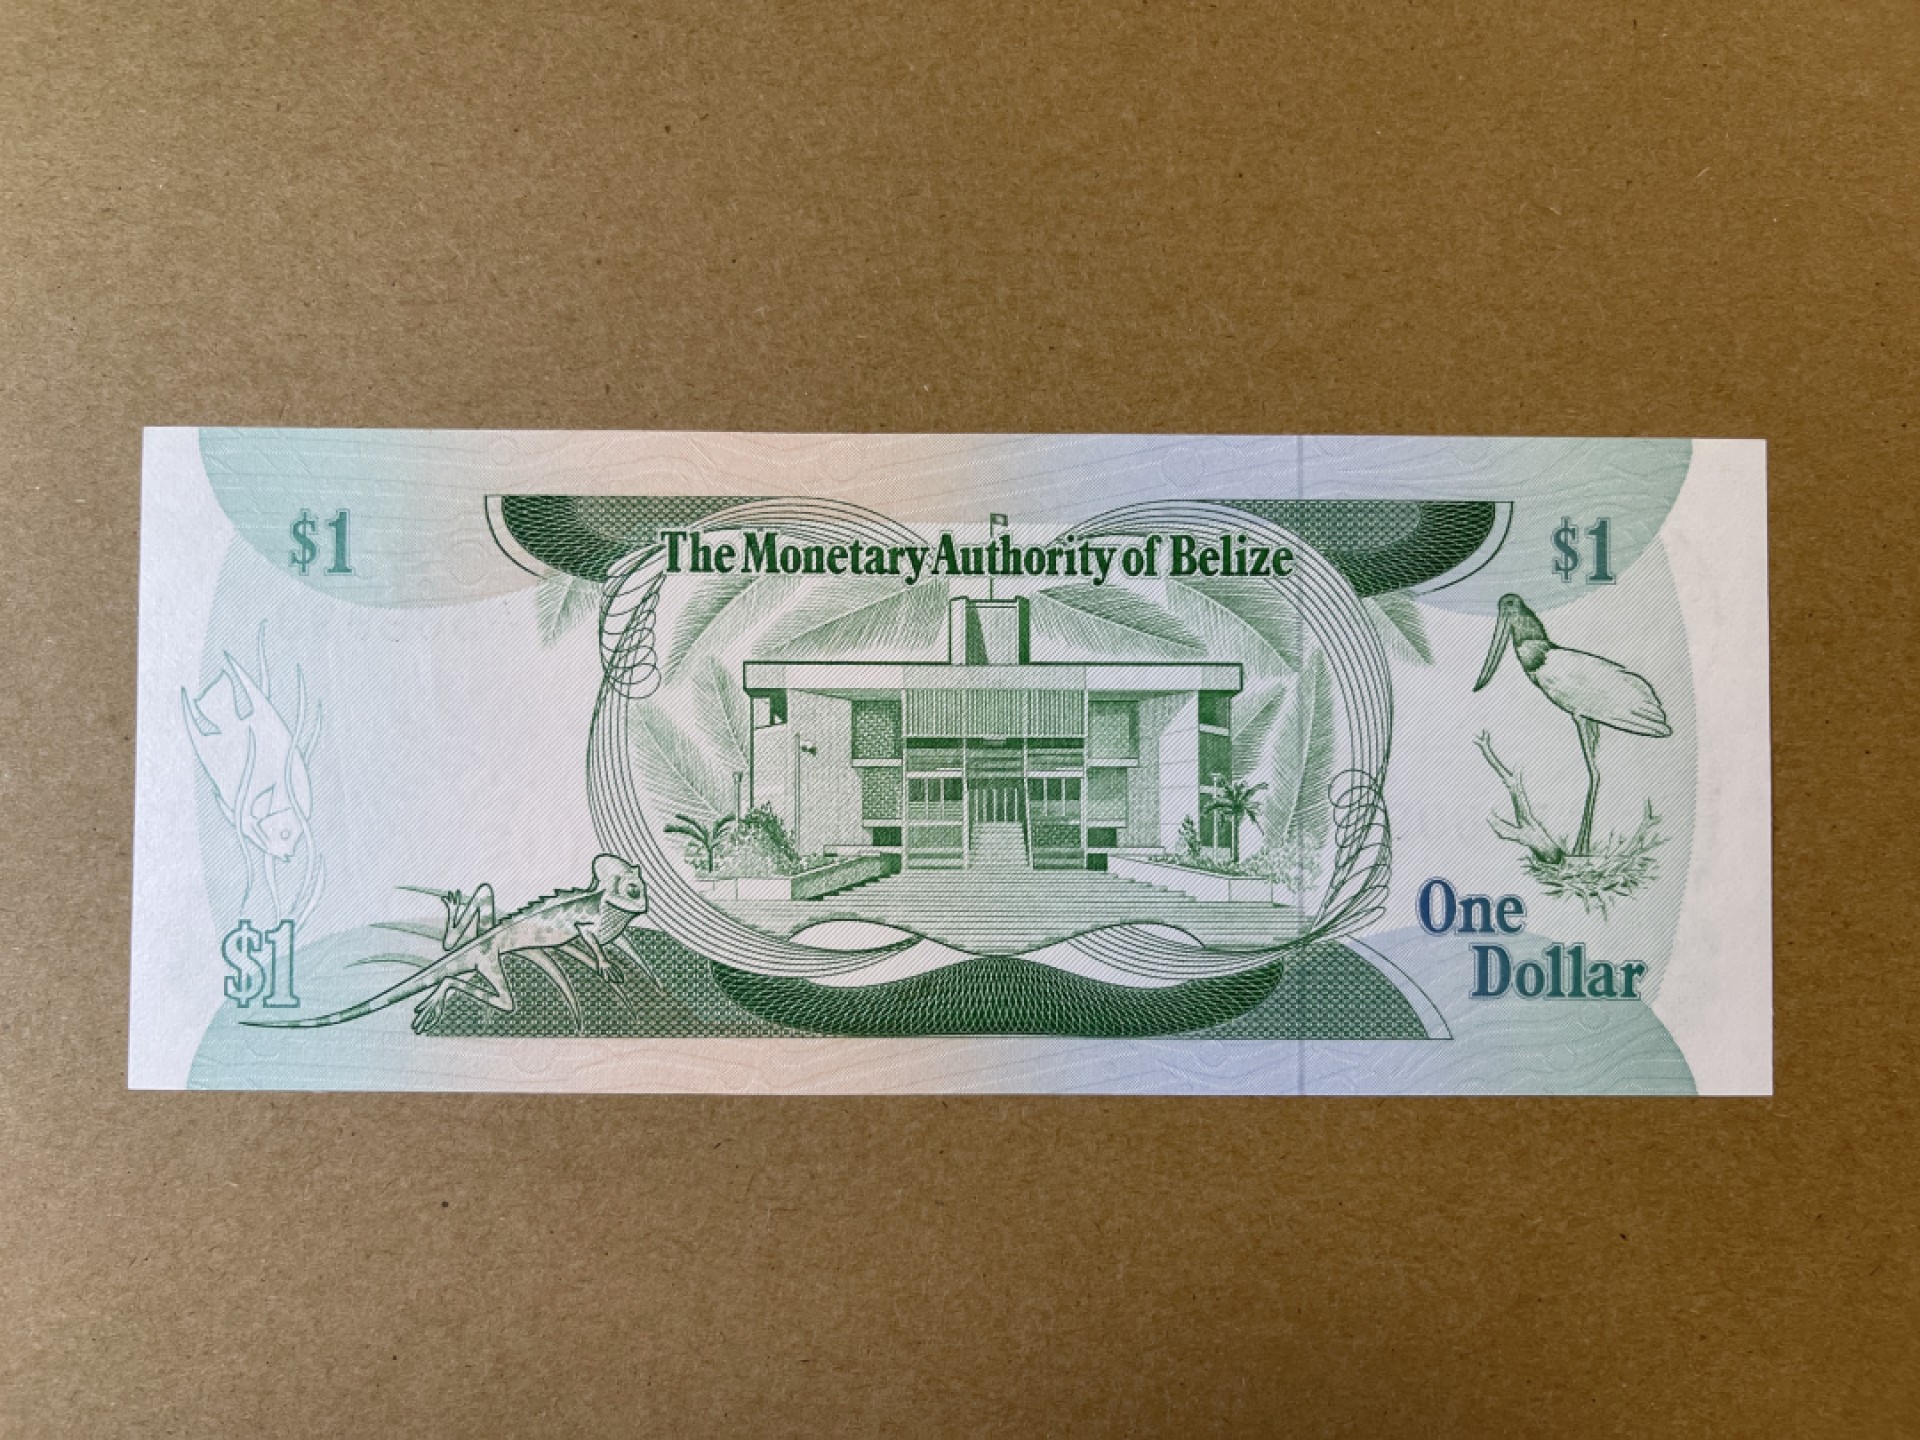 The Monetary Authority of Belize
$1
$1
$1
One
Dollar